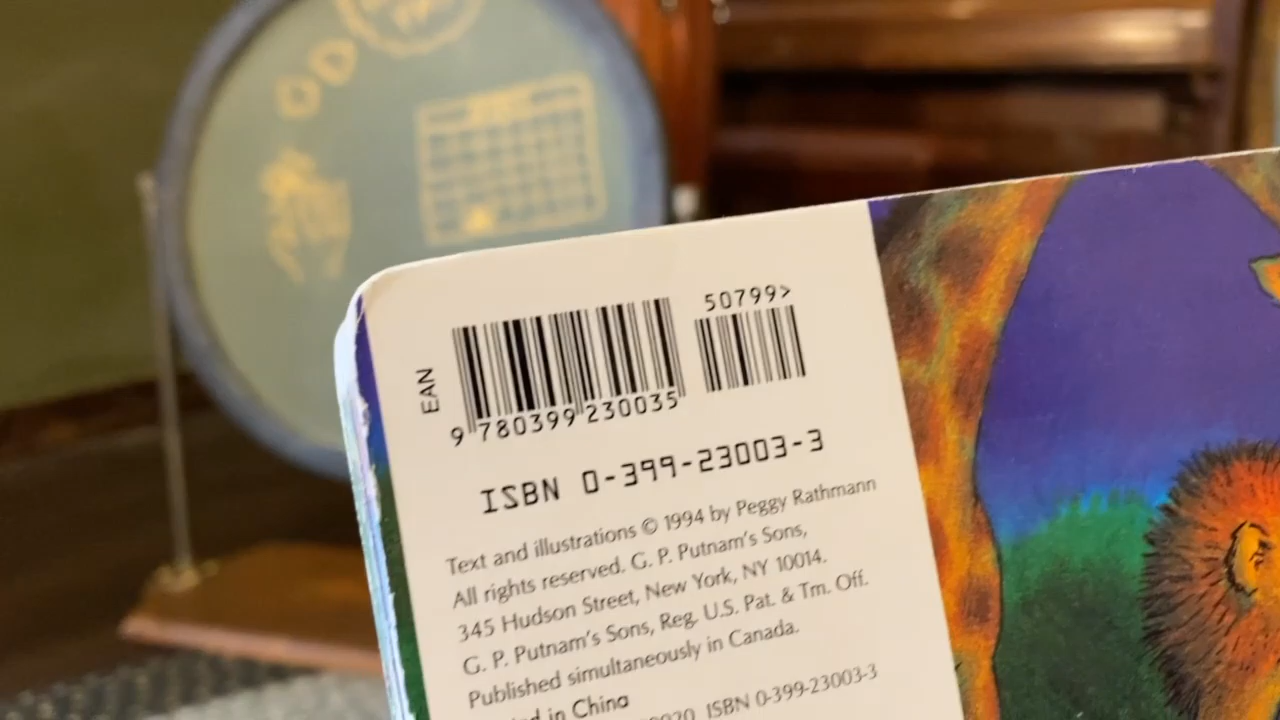 50799>
EAN
9 780399 230035
ISBN 0-399-23003-3
Text and illustrations © 1994 by Peggy Rathmann
All rights reserved. G. P. Putnam's Sons,
345 Hudson Street, New York, NY 10014.
G. P. Putnam's Sons, Reg. U.S. Pat. & Tm. Off.
Published simultaneously in Canada.
in China
ISBN 0-399-23003-3